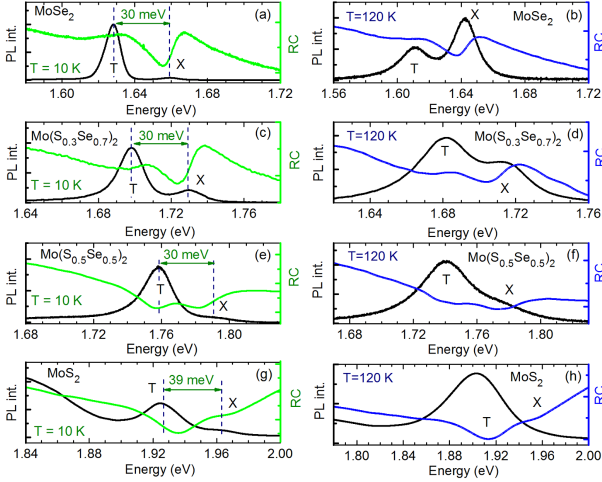 MoSe2 30 meV (a)
PL int.
T = 10 K T X
RC
1.60 1.64 1.68 1.72
Energy (eV)
T=120 K X MoSe2 (b)
PL int.
T
RC
1.56 1.60 1.64 1.68 1.72
Energy (eV)
(c) 30 meV Mo(S0.3Se0.7)2
PL int.
T = 10 K T X
RC
1.64 1.68 1.72 1.76
Energy (eV)
T=120 K Mo(S0.3Se0.7)2
PL int.
T X (d)
RC
1.64 1.68 1.72 1.76
Energy (eV)
Mo(S0.5Se0.5)2 30 meV (e)
PL int.
T = 10 K T X
RC
1.68 1.72 1.76 1.80
Energy (eV)
T=120 K Mo(S0.5Se0.5)2
PL int.
T X (f)
RC
1.68 1.72 1.76 1.80
Energy (eV)
MoS2 39 meV (g)
PL int.
T = 10 K T X
RC
1.84 1.88 1.92 1.96 2.00
Energy (eV)
T=120 K MoS2 (h)
PL int.
T X
RC
1.80 1.84 1.88 1.92 1.96 2.00
Energy (eV)